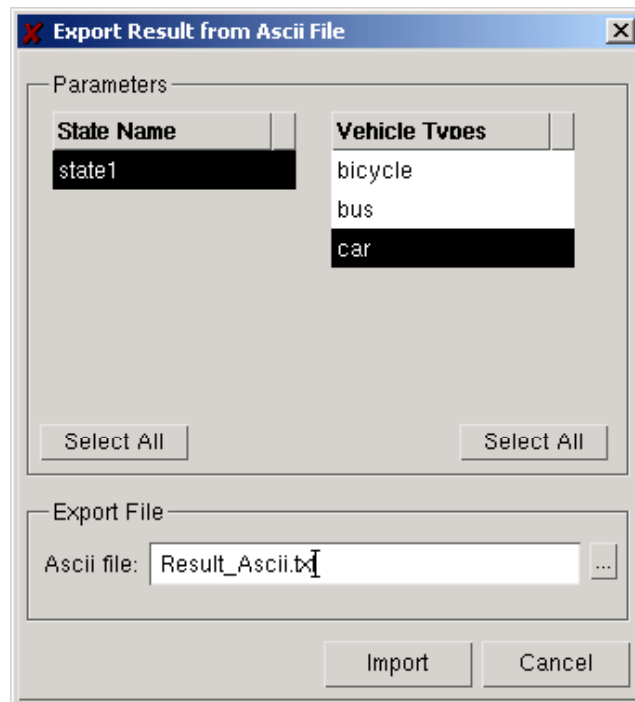 Export Result from Ascii File
Parameters
State Name
Vehicle Types
state1
bicycle
bus
car
Select All
Select All
Export File
Ascii file:
Result_Ascii.txt
...
Import
Cancel